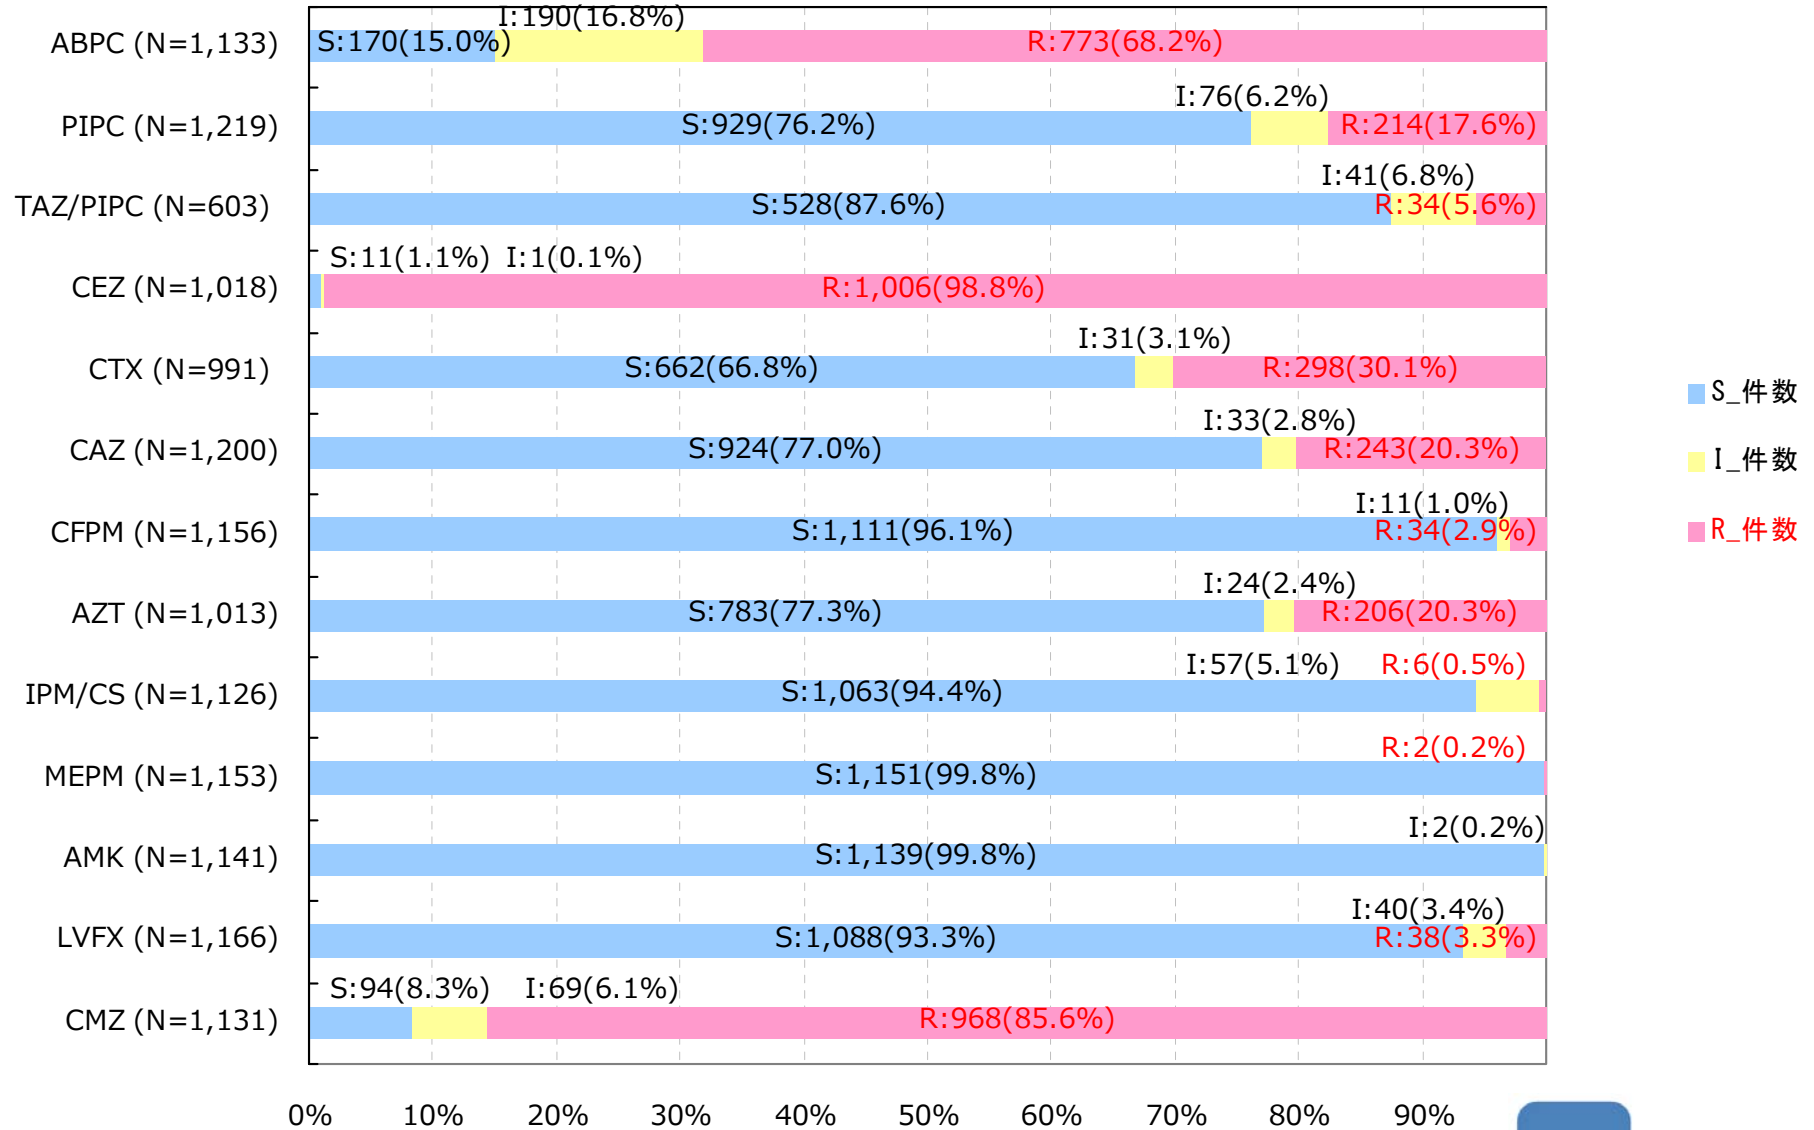 I:190(16.8%)
ABPC (N=1,133) S:170(15.0%) R:773(68.2%)
I:76(6.2%)
PIPC (N=1,219) S:929(76.2%) R:214(17.6%)
I:41(6.8%)
TAZ/PIPC (N=603) S:528(87.6%) R:34(5.6%)
S:11(1.1%) I:1(0.1%)
CEZ (N=1,018) R:1,006(98.8%)
I:31(3.1%)
CTX (N=991) S:662(66.8%) R:298(30.1%)
I:33(2.8%)
CAZ (N=1,200) S:924(77.0%) R:243(20.3%)
I:11(1.0%)
CFPM (N=1,156) S:1,111(96.1%) R:34(2.9%)
I:24(2.4%)
AZT (N=1,013) S:783(77.3%) R:206(20.3%)
I:57(5.1%) R:6(0.5%)
IPM/CS (N=1,126) S:1,063(94.4%)
R:2(0.2%)
MEPM (N=1,153) S:1,151(99.8%)
I:2(0.2%)
AMK (N=1,141) S:1,139(99.8%)
I:40(3.4%)
LVFX (N=1,166) S:1,088(93.3%) R:38(3.3%)
S:94(8.3%) I:69(6.1%)
CMZ (N=1,131) R:968(85.6%)
0% 10% 20% 30% 40% 50% 60% 70% 80% 90%
S_件数
I_件数
R_件数